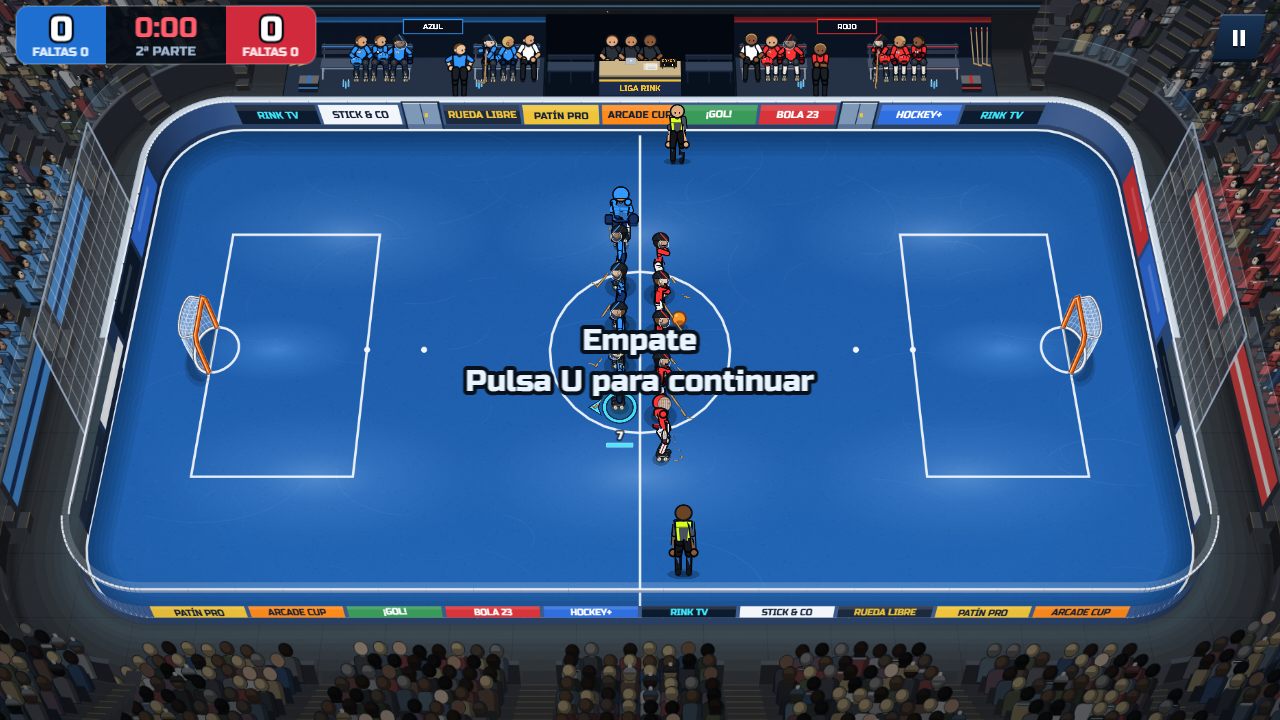 0
FALTAS 0
0:00
2ª PARTE
0
FALTAS 0
AZUL
ROJO
LIGA RINK
RINK TV
STICK & CO
RUEDA LIBRE
PATÍN PRO
ARCADE CUP
¡GOL!
BOLA 23
HOCKEY+
RINK TV
Empate
Pulsa U para continuar
7
PATÍN PRO
ARCADE CUP
¡GOL!
BOLA 23
HOCKEY+
RINK TV
STICK & CO
RUEDA LIBRE
PATÍN PRO
ARCADE CUP